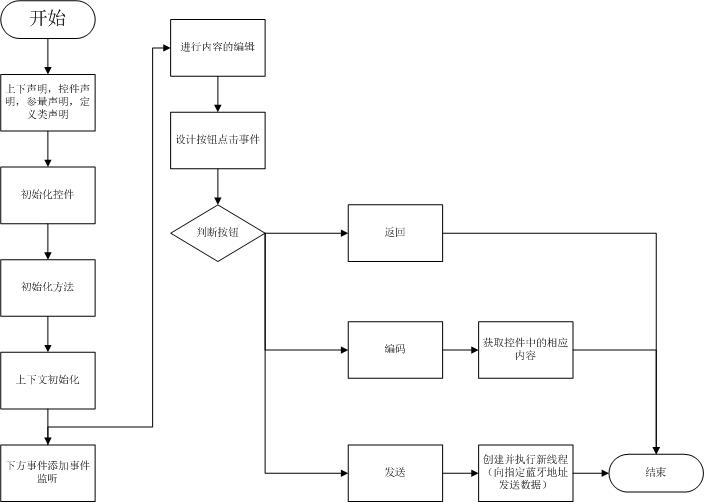 开始
上下声明，控件声
明，参量声明，定
义类声明
初始化控件
初始化方法
上下文初始化
下方事件添加事件
监听
进行内容的编辑
设计按钮点击事件
判断按钮
返回
编码
获取控件中的相应
内容
发送
创建并执行新线程
（向指定蓝牙地址
发送数据）
结束